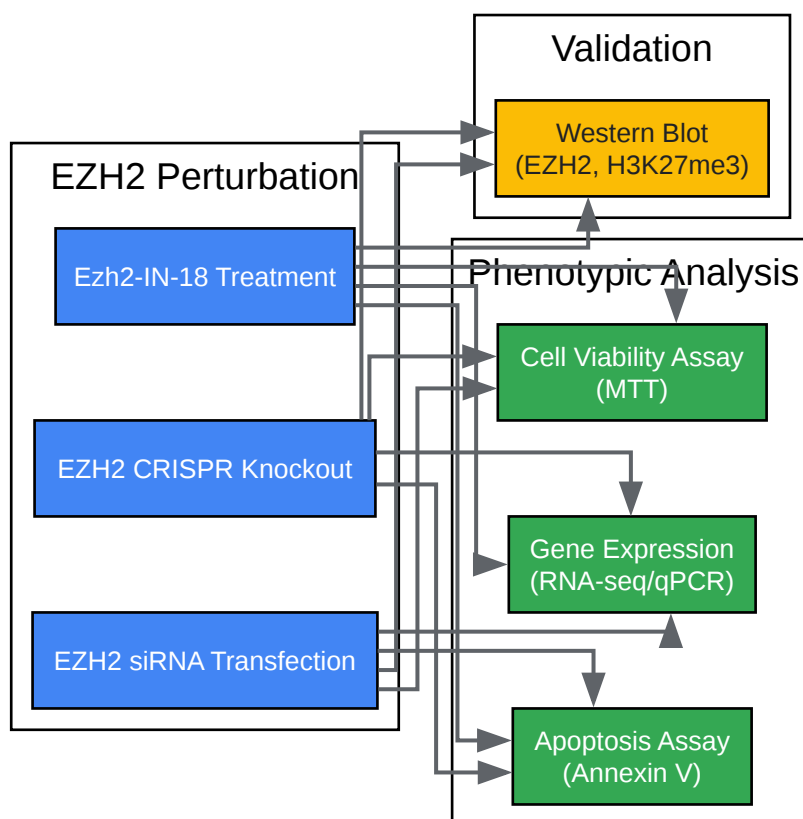 Validation
Western Blot
(EZH2, H3K27me3)
EZH2 Perturbation
Ezh2-IN-18 Treatment
EZH2 CRISPR Knockout
EZH2 siRNA Transfection
Phenotypic Analysis
Cell Viability Assay
(MTT)
Gene Expression
(RNA-seq/qPCR)
Apoptosis Assay
(Annexin V)